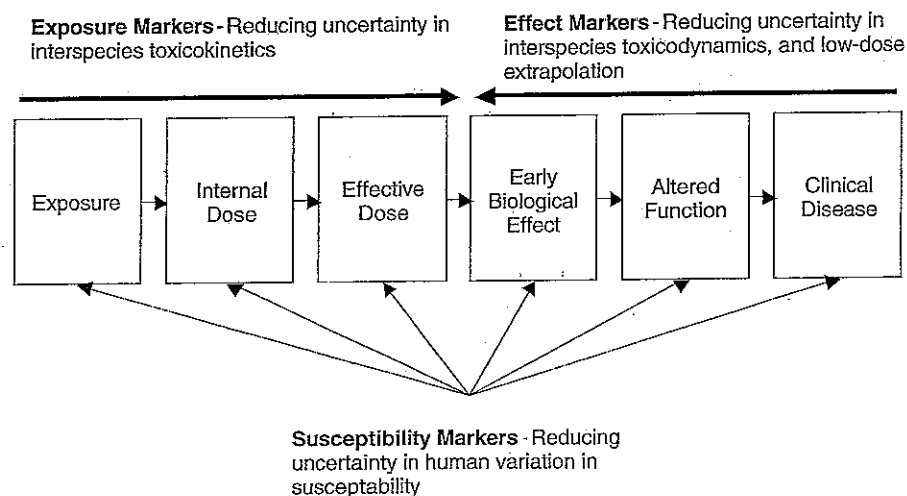 Exposure Markers - Reducing uncertainty in
interspecies toxicokinetics
Effect Markers - Reducing uncertainty in
interspecies toxicodynamics, and low-dose
extrapolation
Exposure
Internal
Dose
Effective
Dose
Early
Biological
Effect
Altered
Function
Clinical
Disease
Susceptibility Markers - Reducing
uncertainty in human variation in
susceptability